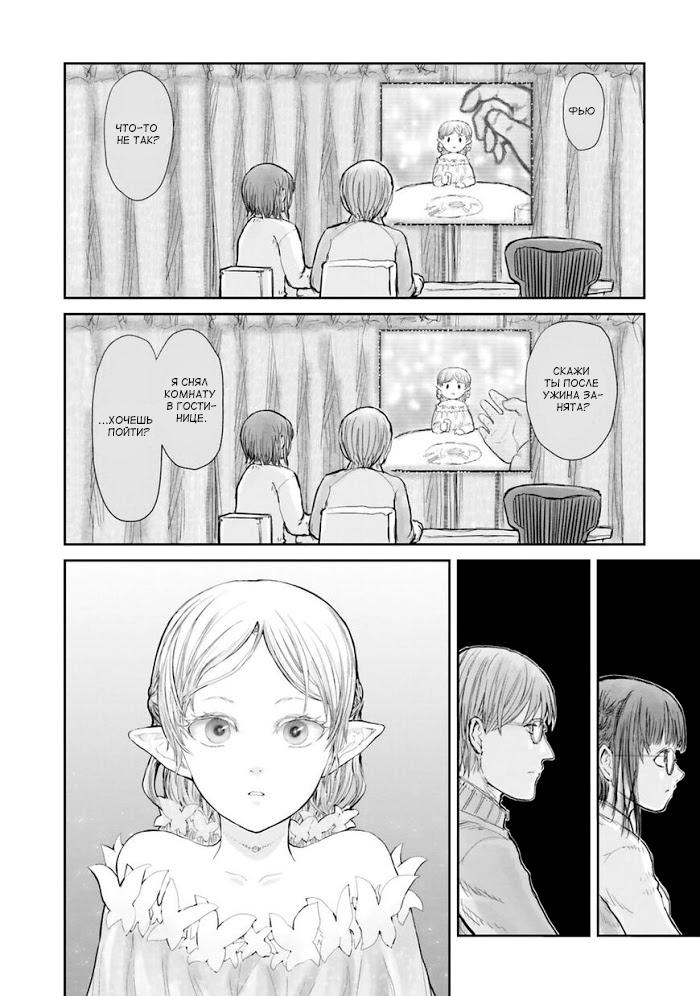 ФЬЮ
ЧТО-ТО
НЕ ТАК?
СКАЖИ
ТЫ ПОСЛЕ
УЖИНА ЗА-
НЯТА?
Я СНЯЛ
КОМНАТУ
В ГОСТИ-
НИЦЕ.
...ХОЧЕШЬ
ПОЙТИ?